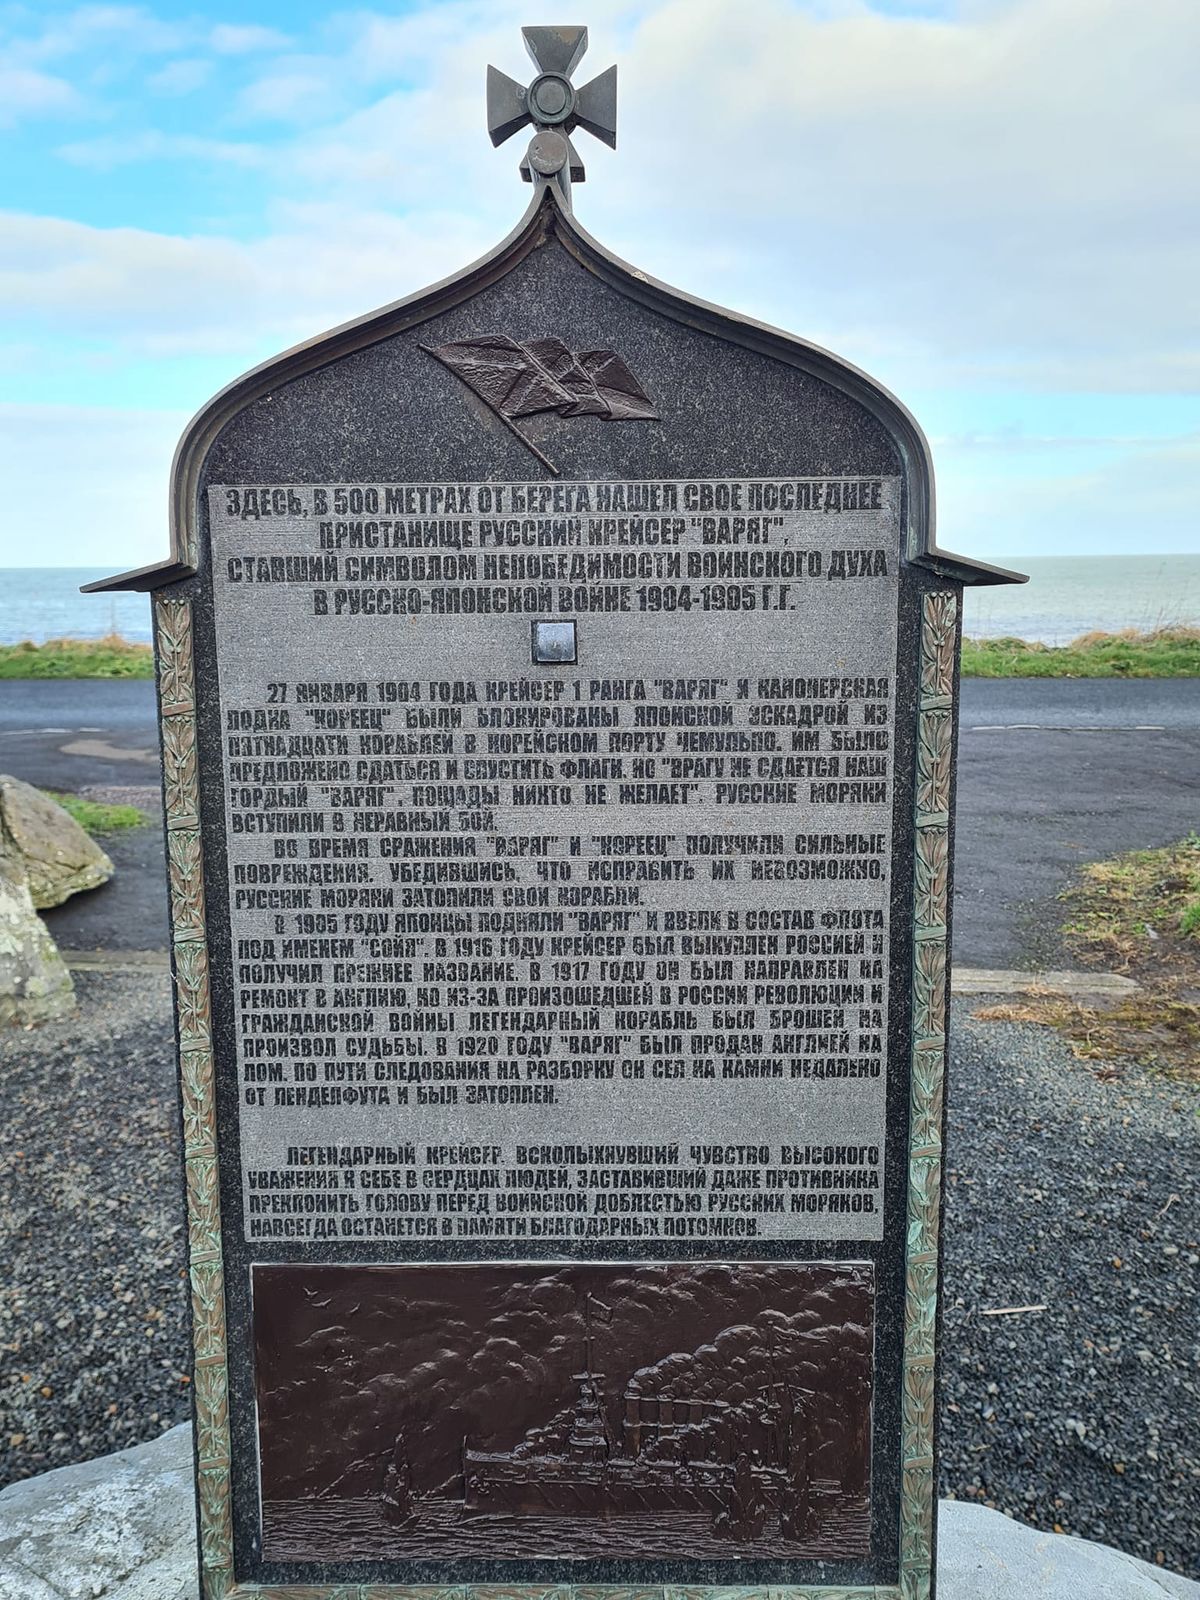 ЗДЕСЬ, В 500 МЕТРАХ ОТ БЕРЕГА НАШЕЛ СВОЕ ПОСЛЕДНЕЕ
ПРИСТАНИЩЕ РУССКИЙ КРЕЙСЕР "ВАРЯГ",
СТАВШИЙ СИМВОЛОМ НЕПОБЕДИМОСТИ ВОИНСКОГО ДУХА
В РУССКО-ЯПОНСКОЙ ВОЙНЕ 1904-1905 Г.Г.
27 ЯНВАРЯ 1904 ГОДА КРЕЙСЕР 1 РАНГА "ВАРЯГ" И КАНОНЕРСКАЯ
ЛОДКА "КОРЕЕЦ" БЫЛИ БЛОКИРОВАНЫ ЯПОНСКОЙ ЭСКАДРОЙ ИЗ
ПЯТНАДЦАТИ КОРАБЛЕЙ В КОРЕЙСКОМ ПОРТУ ЧЕМУЛЬПО. ИМ БЫЛО
ПРЕДЛОЖЕНО СДАТЬСЯ И СПУСТИТЬ ФЛАГИ. НО "ВРАГУ НЕ СДАЕТСЯ НАШ
ГОРДЫЙ "ВАРЯГ". ПОЩАДЫ НИКТО НЕ ЖЕЛАЕТ". РУССКИЕ МОРЯКИ
ВСТУПИЛИ В НЕРАВНЫЙ БОЙ.
ВО ВРЕМЯ СРАЖЕНИЯ "ВАРЯГ" И "КОРЕЕЦ" ПОЛУЧИЛИ СИЛЬНЫЕ
ПОВРЕЖДЕНИЯ. УБЕДИВШИСЬ, ЧТО ИСПРАВИТЬ ИХ НЕВОЗМОЖНО,
РУССКИЕ МОРЯКИ ЗАТОПИЛИ СВОИ КОРАБЛИ.
В 1905 ГОДУ ЯПОНЦЫ ПОДНЯЛИ "ВАРЯГ" И ВВЕЛИ В СОСТАВ ФЛОТА
ПОД ИМЕНЕМ "СОЙЯ". В 1916 ГОДУ КРЕЙСЕР БЫЛ ВЫКУПЛЕН РОССИЕЙ И
ПОЛУЧИЛ ПРЕЖНЕЕ НАЗВАНИЕ. В 1917 ГОДУ ОН БЫЛ НАПРАВЛЕН НА
РЕМОНТ В АНГЛИЮ, НО ИЗ-ЗА ПРОИЗОШЕДШЕЙ В РОССИИ РЕВОЛЮЦИИ И
ГРАЖДАНСКОЙ ВОЙНЫ ЛЕГЕНДАРНЫЙ КОРАБЛЬ БЫЛ БРОШЕН НА
ПРОИЗВОЛ СУДЬБЫ. В 1920 ГОДУ "ВАРЯГ" БЫЛ ПРОДАН АНГЛИЕЙ НА
ЛОМ. ПО ПУТИ СЛЕДОВАНИЯ НА РАЗБОРКУ ОН СЕЛ НА КАМНИ НЕДАЛЕКО
ОТ ЛЕНДЕЛФУТА И БЫЛ ЗАТОПЛЕН.
ЛЕГЕНДАРНЫЙ КРЕЙСЕР, ВСКОЛЫХНУВШИЙ ЧУВСТВО ВЫСОКОГО
УВАЖЕНИЯ К СЕБЕ В СЕРДЦАХ ЛЮДЕЙ, ЗАСТАВИВШИЙ ДАЖЕ ПРОТИВНИКА
ПРЕКЛОНИТЬ ГОЛОВУ ПЕРЕД ВОИНСКОЙ ДОБЛЕСТЬЮ РУССКИХ МОРЯКОВ,
НАВСЕГДА ОСТАНЕТСЯ В ПАМЯТИ БЛАГОДАРНЫХ ПОТОМКОВ.